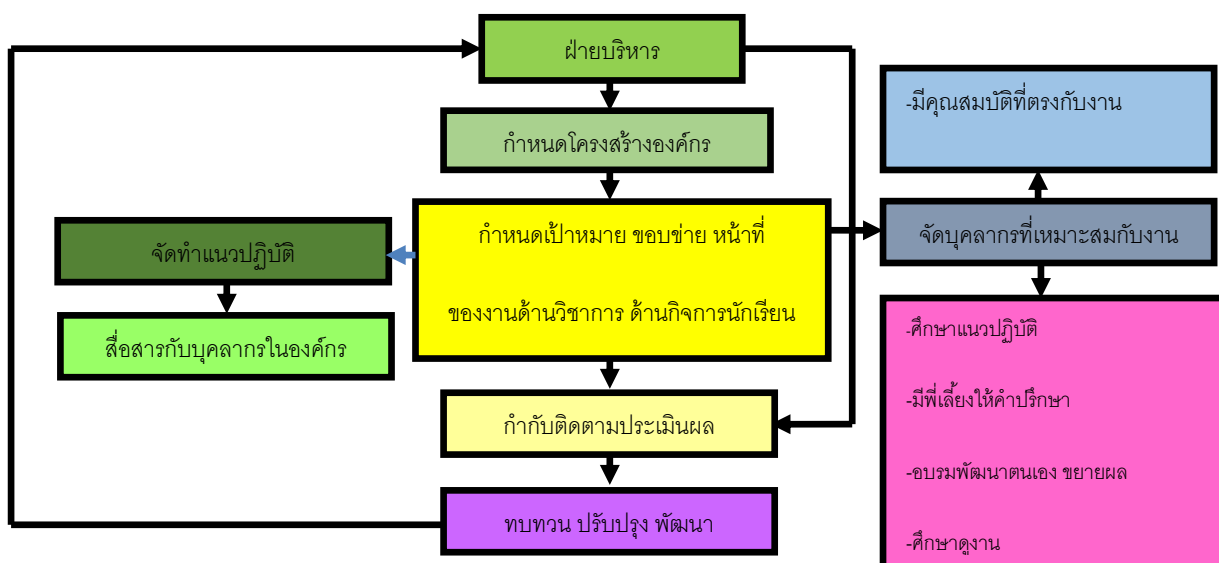 ฝ่ายบริหาร
กำหนดโครงสร้างองค์กร
กำหนดเป้าหมาย ขอบข่าย หน้าที่
ของงานด้านวิชาการ ด้านกิจการนักเรียน
จัดทำแนวปฏิบัติ
สื่อสารกับบุคลากรในองค์กร
กำกับติดตามประเมินผล
ทบทวน ปรับปรุง พัฒนา
-มีคุณสมบัติที่ตรงกับงาน
จัดบุคลากรที่เหมาะสมกับงาน
-ศึกษาแนวปฏิบัติ
-มีพี่เลี้ยงให้คำปรึกษา
-อบรมพัฒนาตนเอง ขยายผล
-ศึกษาดูงาน